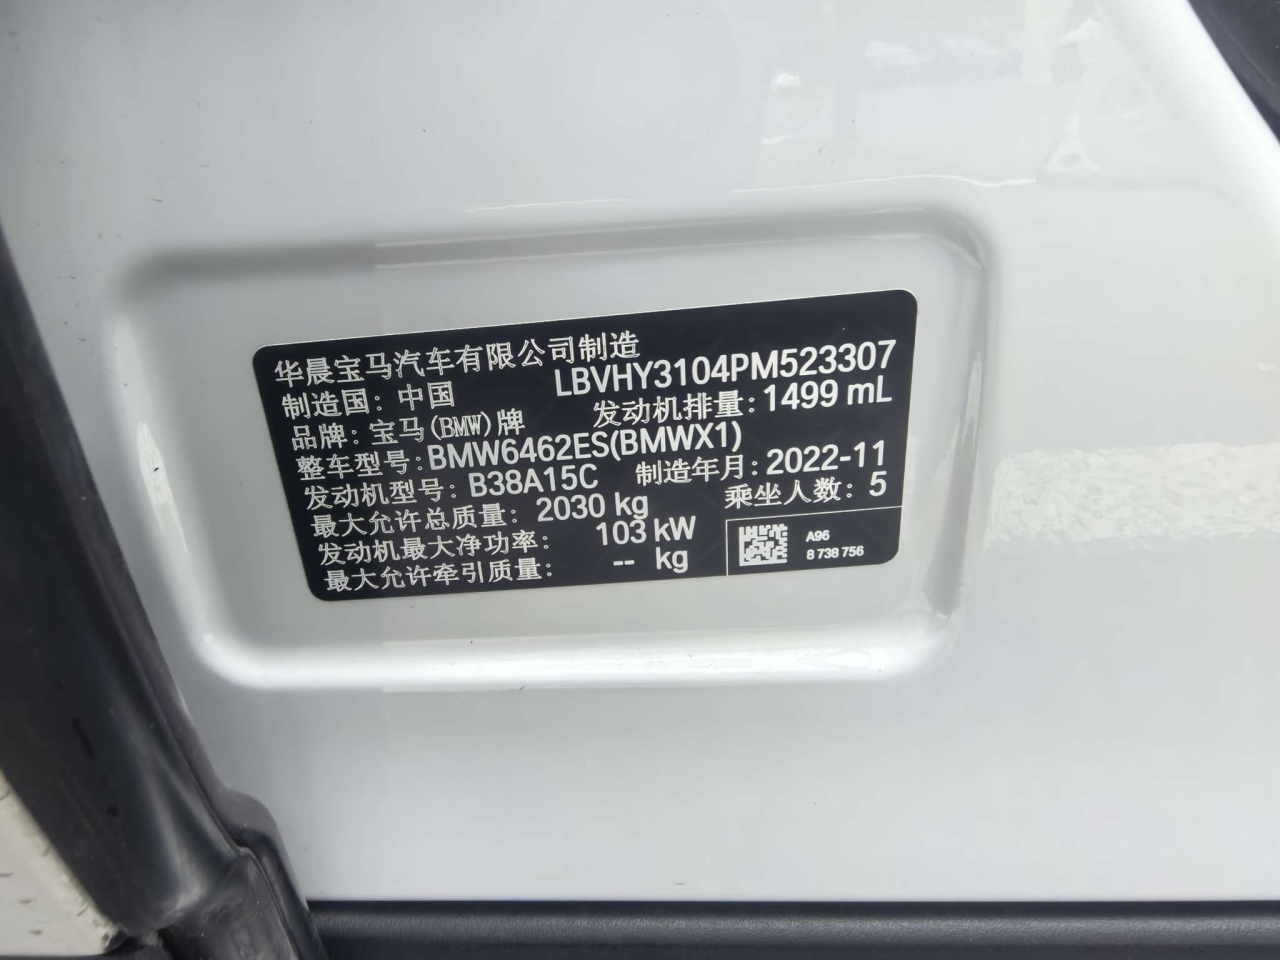 华晨宝马汽车有限公司制造
LBVHY3104PM523307
制造国: 中国
发动机排量: 1499 mL
品牌: 宝马(BMW)牌
整车型号: BMW6462ES(BMWX1)
制造年月: 2022-11
发动机型号: B38A15C
乘坐人数: 5
最大允许总质量: 2030 kg
发动机最大净功率: 103 kW
最大允许牵引质量: -- kg
A96
8 738 756